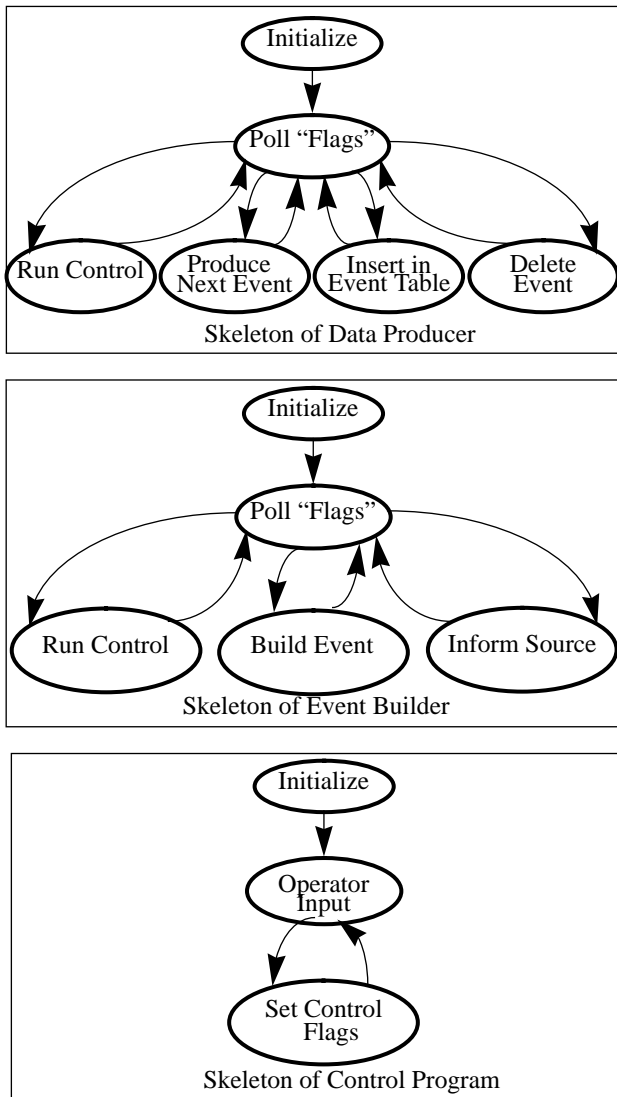 Initialize
Poll “Flags”
Run Control
Produce
Next Event
Insert in
Event Table
Delete
Event
Skeleton of Data Producer
Initialize
Poll “Flags”
Run Control
Build Event
Inform Source
Skeleton of Event Builder
Initialize
Operator
Input
Set Control
Flags
Skeleton of Control Program